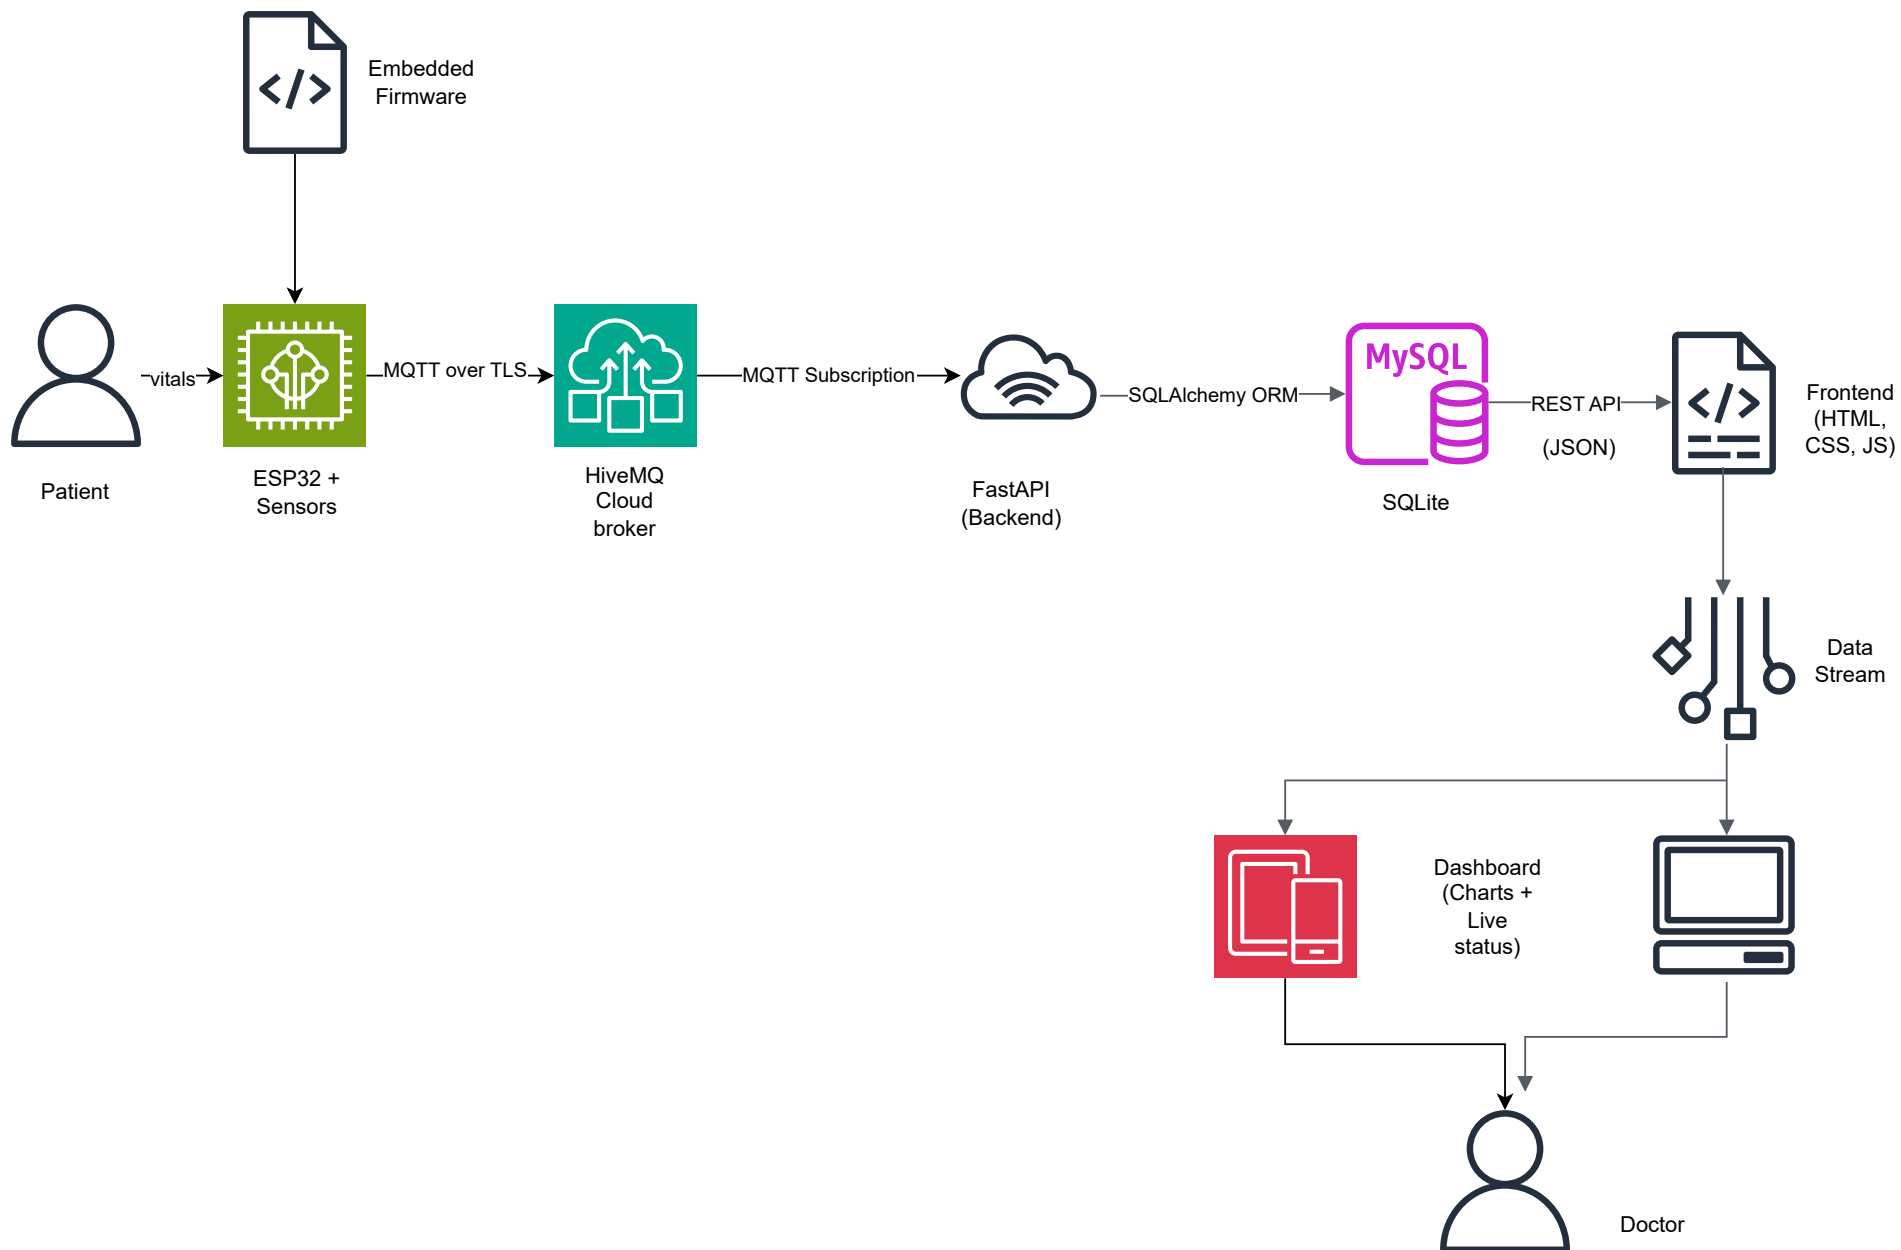 Embedded
Firmware
vitals
MQTT over TLS
MQTT Subscription
SQLAlchemy ORM
MySQL
REST API
(JSON)
Frontend
(HTML,
CSS, JS)
Patient
ESP32 +
Sensors
HiveMQ
Cloud
broker
FastAPI
(Backend)
SQLite
Data
Stream
Dashboard
(Charts +
Live
status)
Doctor